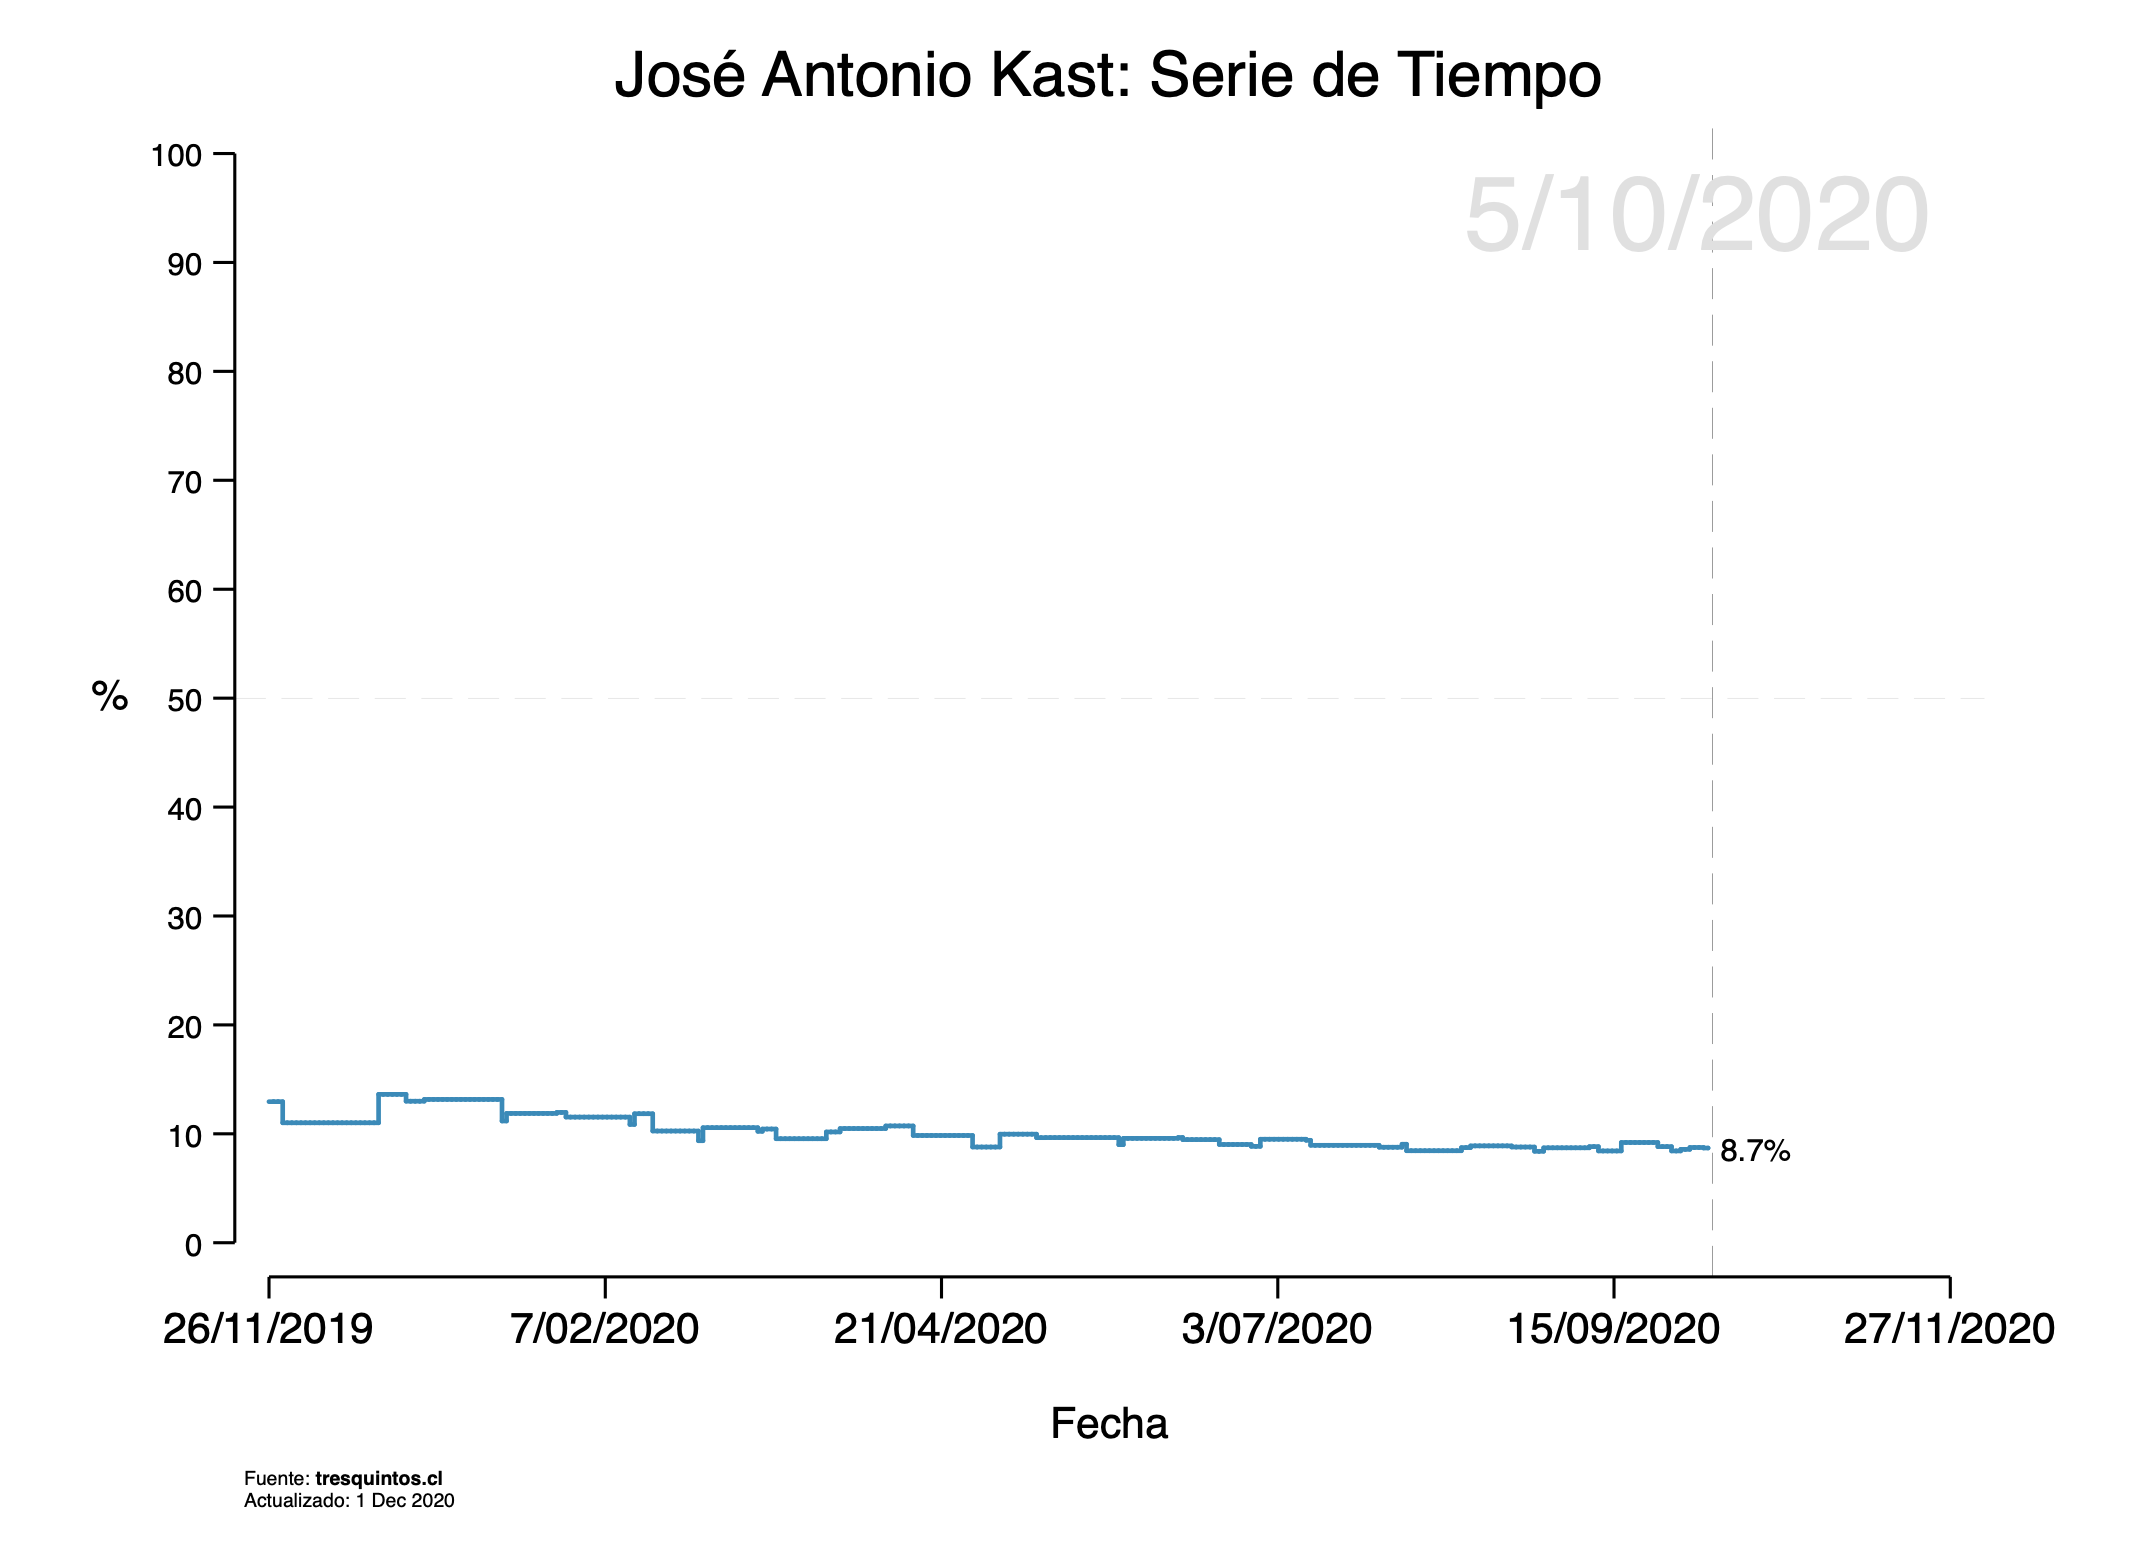 José Antonio Kast: Serie de Tiempo
5/10/2020
100
90
80
70
60
50
40
30
20
10
0
%
8.7%
26/11/2019 7/02/2020 21/04/2020 3/07/2020 15/09/2020 27/11/2020
Fecha
Fuente: tresquintos.cl
Actualizado: 1 Dec 2020